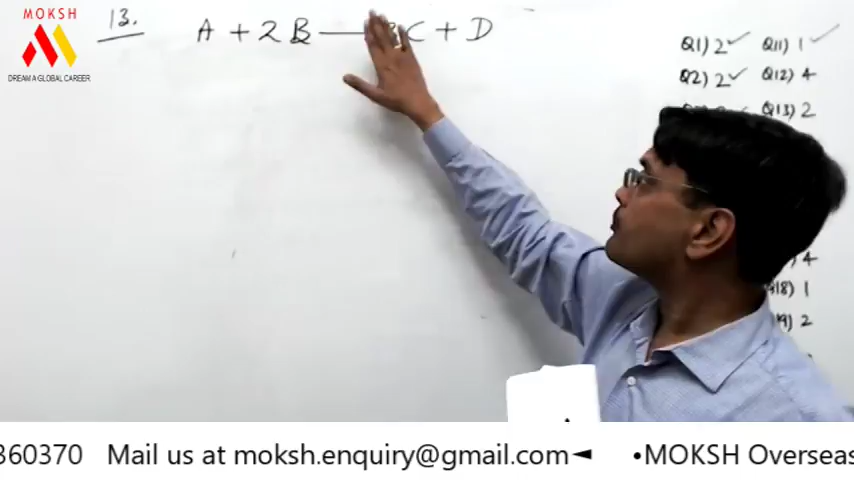 MOKSH
DREAM A GLOBAL CAREER
13. A + 2B — C + D
Q1) 2 ✓ Q11) 1 ✓
Q2) 2 ✓ Q12) 4
Q13) 2
4
Q18) 1
2
360370 Mail us at moksh.enquiry@gmail.com◄ •MOKSH Overseas